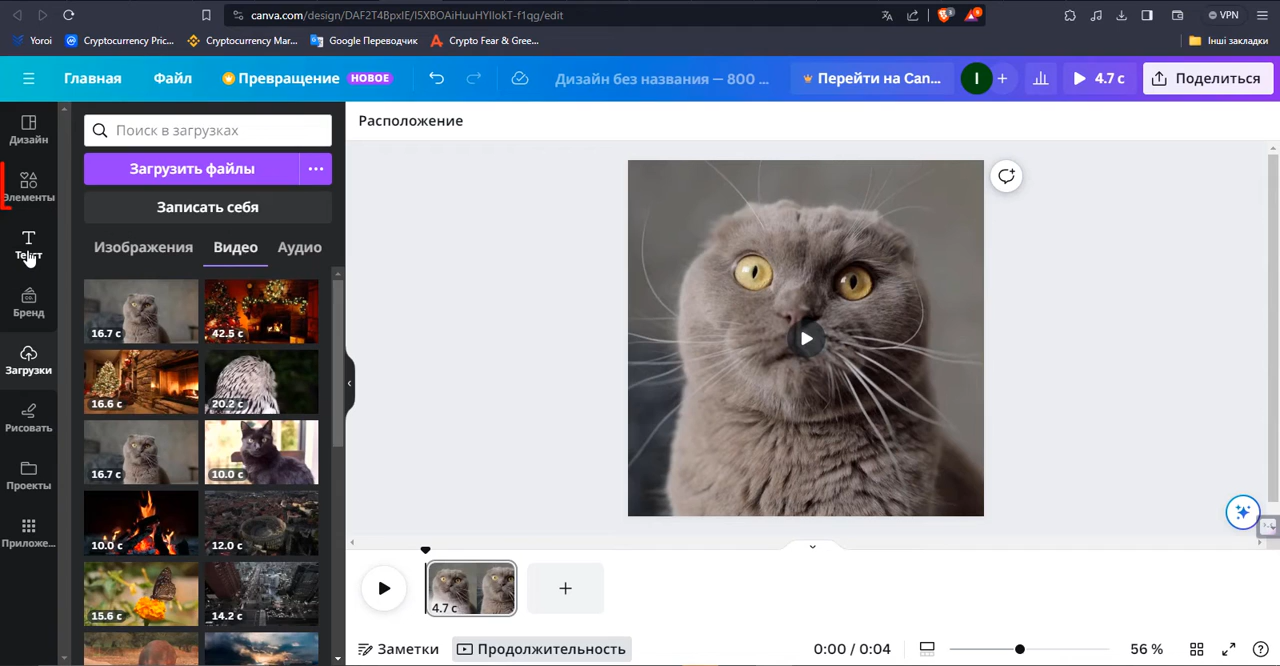 canva.com/design/DAF2T4BpxIE/I5XBOAiHuuHYIlokT-f1qg/edit
VPN
Yoroi
Cryptocurrency Pric...
Cryptocurrency Mar...
Google Переводчик
Crypto Fear & Gree...
Інші закладки
Главная
Файл
Превращение НОВОЕ
Дизайн без названия — 800 ...
Перейти на Can...
I
4.7 с
Поделиться
Дизайн
Элементы
Текст
Бренд
Загрузки
Рисовать
Проекты
Приложе...
Поиск в загрузках
Загрузить файлы
Записать себя
Изображения
Видео
Аудио
16.7 с
42.5 с
16.6 с
20.2 с
16.7 с
10.0 с
10.0 с
12.0 с
15.6 с
14.2 с
Расположение
4.7 с
Заметки
Продолжительность
0:00 / 0:04
56 %